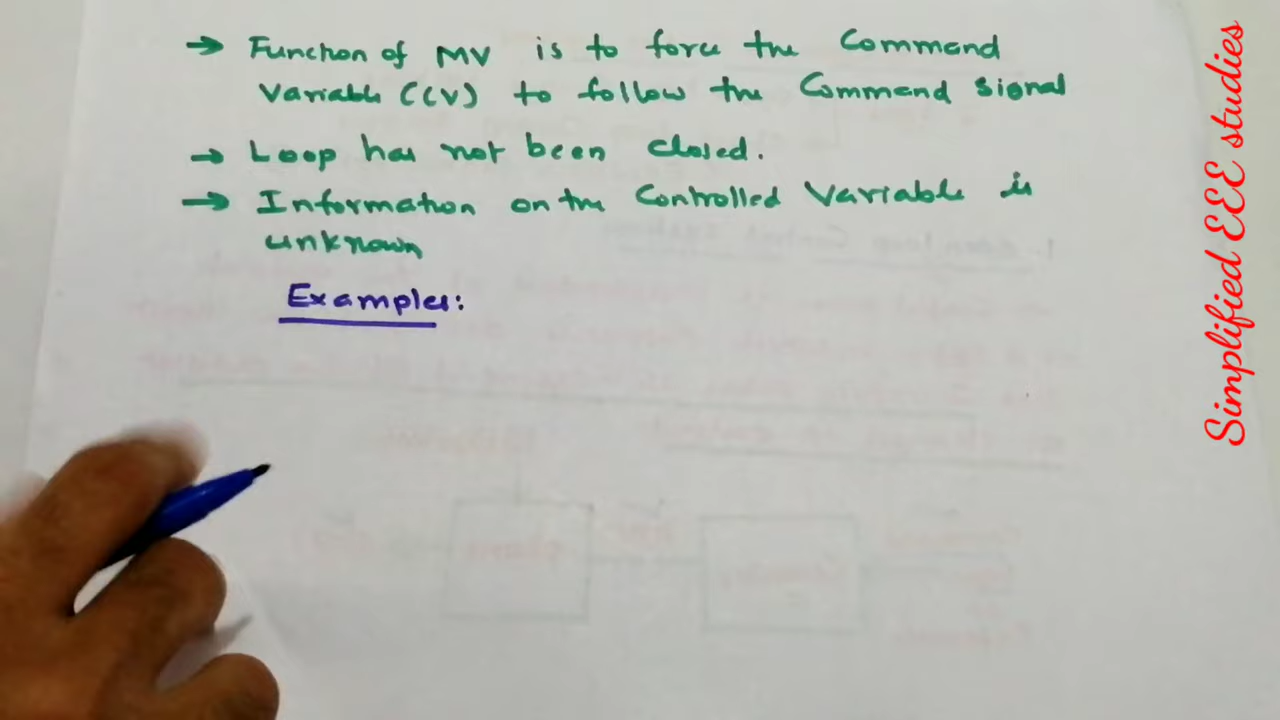 → Function of MV is to force the Command
Variable (CV) to follow the Command Signal
→ Loop has not been closed.
→ Information on the Controlled Variable is
unknown
Examples:
Simplified EEE studies